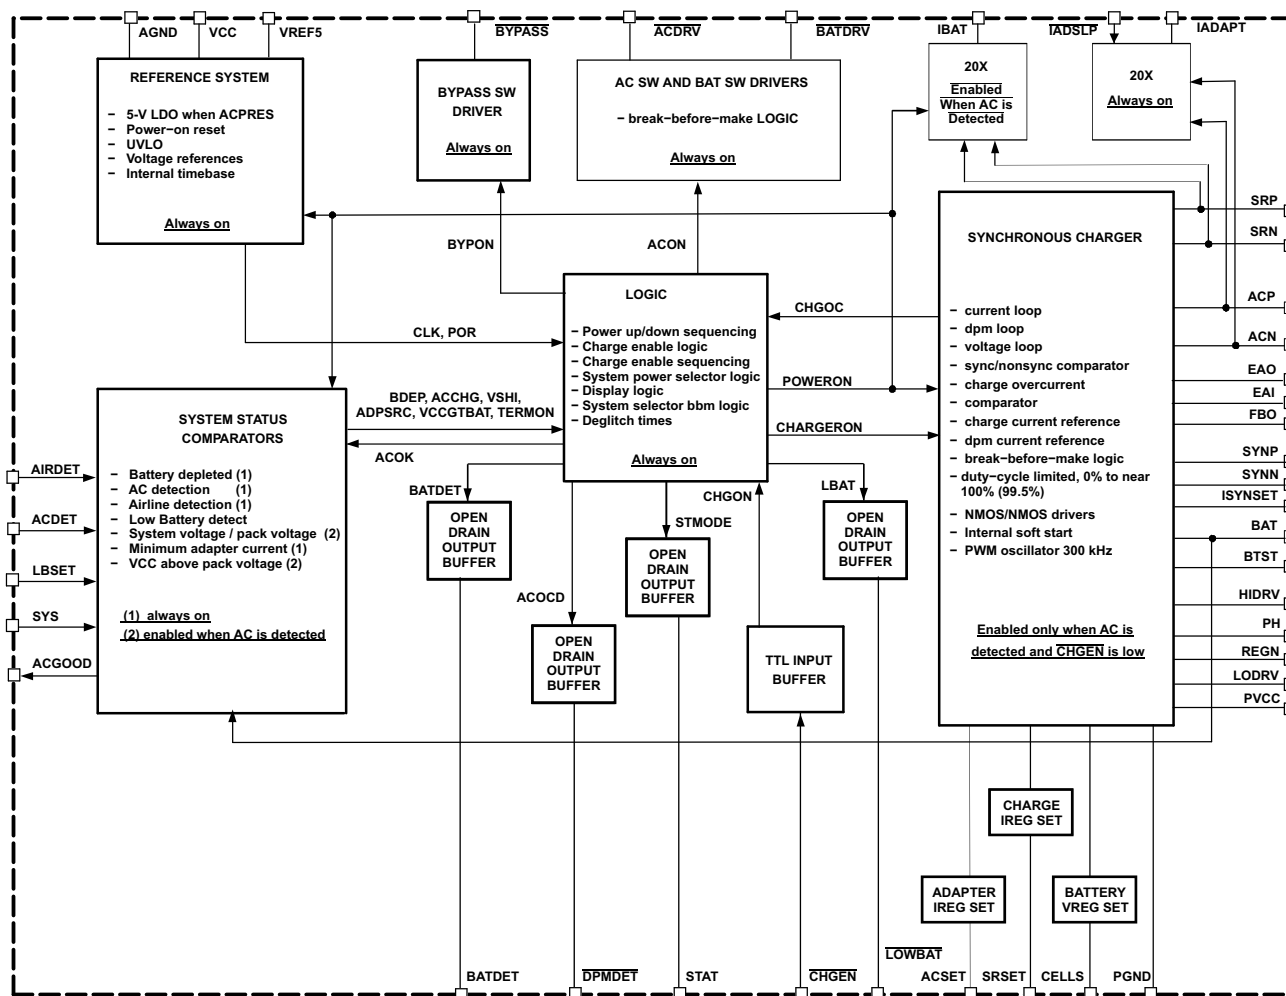 AGND
VCC
VREF5
BYPASS
ACDRV
BATDRV
IBAT
IADSLP
IADAPT
REFERENCE SYSTEM
− 5-V LDO when ACPRES
− Power−on reset
− UVLO
− Voltage references
− Internal timebase
Always on
BYPASS SW
DRIVER
Always on
AC SW AND BAT SW DRIVERS
− break−before−make LOGIC
Always on
20X
Enabled
When AC is
Detected
20X
Always on
BYPON
ACON
SYNCHRONOUS CHARGER
− current loop
− dpm loop
− voltage loop
− sync/nonsync comparator
− charge overcurrent
− comparator
− charge current reference
− dpm current reference
− break−before−make logic
− duty−cycle limited, 0% to near
100% (99.5%)
− NMOS/NMOS drivers
− Internal soft start
− PWM oscillator 300 kHz
Enabled only when AC is
detected and CHGEN is low
SRP
SRN
ACP
ACN
EAO
EAI
FBO
SYNP
SYNN
ISYNSET
BAT
BTST
HIDRV
PH
REGN
LODRV
PVCC
LOGIC
− Power up/down sequencing
− Charge enable logic
− Charge enable sequencing
− System power selector logic
− Display logic
− System selector bbm logic
− Deglitch times
Always on
CHGOC
CLK, POR
POWERON
CHARGERON
BDEP, ACCHG, VSHI,
ADPSRC, VCCGTBAT, TERMON
ACOK
SYSTEM STATUS
COMPARATORS
− Battery depleted (1)
− AC detection (1)
− Airline detection (1)
− Low Battery detect
− System voltage / pack voltage (2)
− Minimum adapter current (1)
− VCC above pack voltage (2)
(1) always on
(2) enabled when AC is detected
AIRDET
ACDET
LBSET
SYS
ACGOOD
BATDET
OPEN
DRAIN
OUTPUT
BUFFER
ACOCD
OPEN
DRAIN
OUTPUT
BUFFER
STMODE
OPEN
DRAIN
OUTPUT
BUFFER
CHGON
TTL INPUT
BUFFER
LBAT
OPEN
DRAIN
OUTPUT
BUFFER
CHARGE
IREG SET
ADAPTER
IREG SET
BATTERY
VREG SET
BATDET
DPMDET
STAT
CHGEN
LOWBAT
ACSET
SRSET
CELLS
PGND